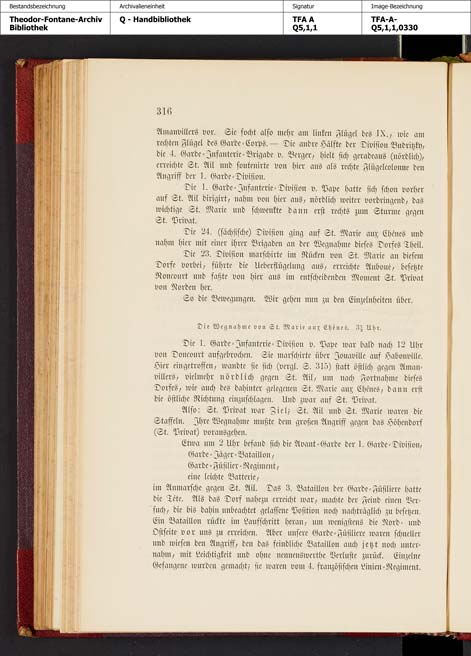 Bestandsbezeichnung Archivalieneinheit Signatur Image-Bezeichnung
Theodor-Fontane-Archiv Q - Handbibliothek TFA A TFA-A-
Bibliothek Q5,1,1 Q5,1,1,0330
316
Amanvillers vor. Sie focht also mehr am linken Flügel des IX., wie am
rechten Flügel des Garde-Corps. — Die andre Hälfte der Division Budritzky,
die 4. Garde-Infanterie-Brigade v. Berger, hielt sich geradeaus (nördlich),
erreichte St. Ail und soutenirte von hier aus als rechte Flügelcolonne den
Angriff der 1. Garde-Division.
Die 1. Garde-Infanterie-Division v. Pape hatte sich schon vorher
auf St. Ail dirigirt, nahm von hier aus, nördlich weiter vordringend, das
wichtige St. Marie und schwenkte dann erst rechts zum Sturme gegen
St. Privat.
Die 24. (sächsische) Division ging auf St. Marie aux Chênes und
nahm hier mit einer ihrer Brigaden an der Wegnahme dieses Dorfes Theil.
Die 23. Division marschirte im Rücken von St. Marie an diesem
Dorfe vorbei, führte die Ueberflügelung aus, erreichte Auboué, besetzte
Roncourt und faßte von hier aus im entscheidenden Moment St. Privat
von Norden her.
So die Bewegungen. Wir gehen nun zu den Einzelnheiten über.
Die Wegnahme von St. Marie aux Chênes. 3½ Uhr.
Die 1. Garde-Infanterie-Division v. Pape war bald nach 12 Uhr
von Doncourt aufgebrochen. Sie marschirte über Jouaville auf Habonville.
Hier eingetroffen, wandte sie sich (vergl. S. 315) statt östlich gegen Aman-
villers, vielmehr nördlich gegen St. Ail, um nach Fortnahme dieses
Dorfes, wie auch des dahinter gelegenen St. Marie aux Chênes, dann erst
die östliche Richtung einzuschlagen. Und zwar auf St. Privat.
Also: St. Privat war Ziel; St. Ail und St. Marie waren die
Staffeln. Ihre Wegnahme mußte dem großen Angriff gegen das Höhendorf
(St. Privat) vorausgehen.
Etwa um 2 Uhr befand sich die Avant-Garde der 1. Garde-Division,
Garde-Jäger-Bataillon,
Garde-Füsilier-Regiment,
eine leichte Batterie,
im Anmarsche gegen St. Ail. Das 3. Bataillon der Garde-Füsiliere hatte
die Tête. Als das Dorf nahezu erreicht war, machte der Feind einen Ver-
such, die bis dahin unbeachtet gelassene Position noch nachträglich zu besetzen.
Ein Bataillon rückte im Laufschritt heran, um wenigstens die Nord- und
Ostseite vor uns zu erreichen. Aber unsere Garde-Füsiliere waren schneller
und wiesen den Angriff, den das feindliche Bataillon auch jetzt noch unter-
nahm, mit Leichtigkeit und ohne nennenswerthe Verluste zurück. Einzelne
Gefangene wurden gemacht; sie waren vom 4. französischen Linien-Regiment.